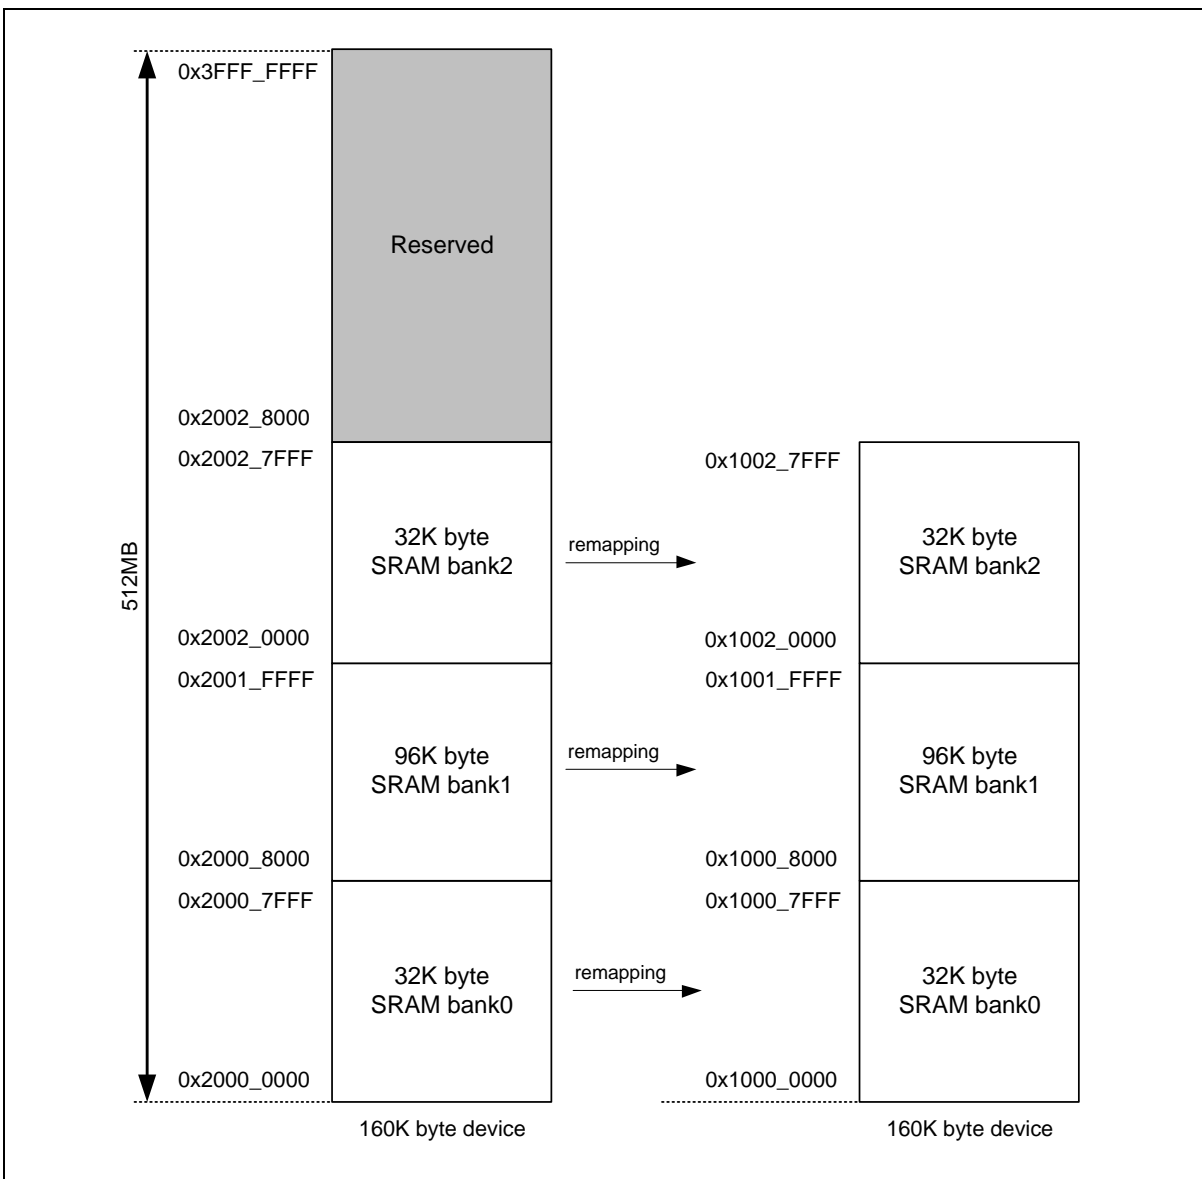 0x3FFF_FFFF
Reserved
0x2002_8000
0x2002_7FFF
0x1002_7FFF
32K byte
SRAM bank2
remapping
32K byte
SRAM bank2
512MB
0x2002_0000
0x1002_0000
0x2001_FFFF
0x1001_FFFF
96K byte
SRAM bank1
remapping
96K byte
SRAM bank1
0x2000_8000
0x1000_8000
0x2000_7FFF
0x1000_7FFF
32K byte
SRAM bank0
remapping
32K byte
SRAM bank0
0x2000_0000
0x1000_0000
160K byte device
160K byte device